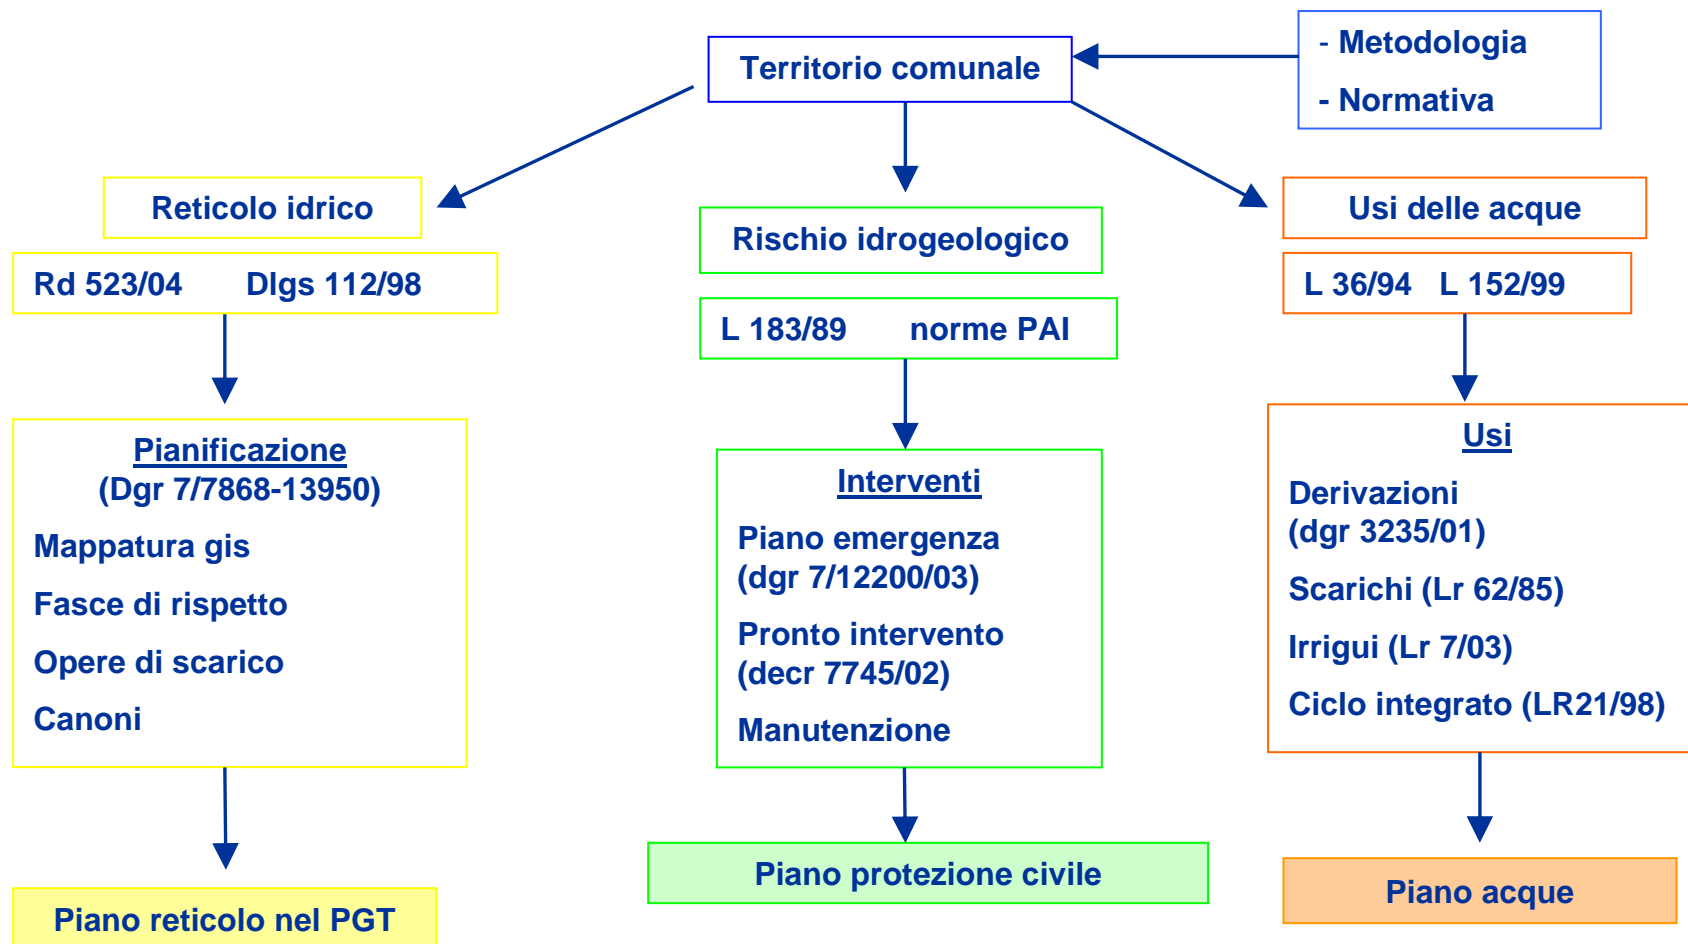 Territorio comunale
- Metodologia
- Normativa
Reticolo idrico
Rd 523/04 Dlgs 112/98
Pianificazione
(Dgr 7/7868-13950)
Mappatura gis
Fasce di rispetto
Opere di scarico
Canoni
Piano reticolo nel PGT
Rischio idrogeologico
L 183/89 norme PAI
Interventi
Piano emergenza
(dgr 7/12200/03)
Pronto intervento
(decr 7745/02)
Manutenzione
Piano protezione civile
Usi delle acque
L 36/94 L 152/99
Usi
Derivazioni
(dgr 3235/01)
Scarichi (Lr 62/85)
Irrigui (Lr 7/03)
Ciclo integrato (LR21/98)
Piano acque